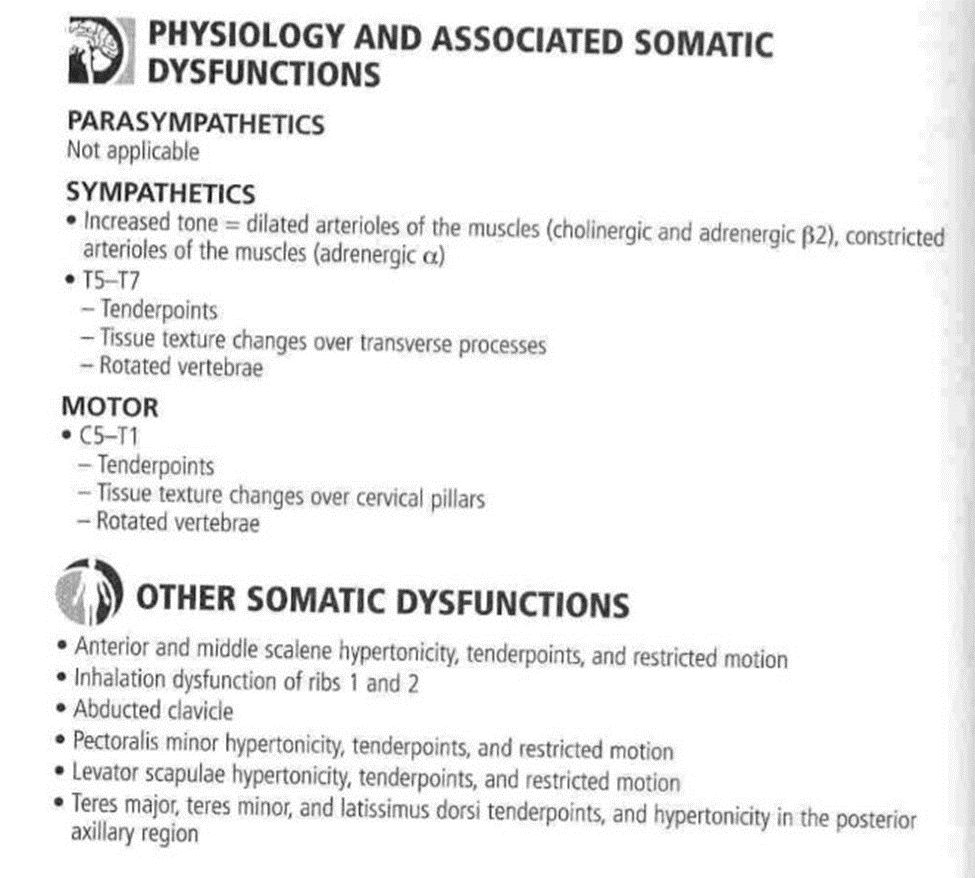 PHYSIOLOGY AND ASSOCIATED SOMATIC
DYSFUNCTIONS
PARASYMPATHETICS
Not applicable
SYMPATHETICS
• Increased tone = dilated arterioles of the muscles (cholinergic and adrenergic β2), constricted
arterioles of the muscles (adrenergic α)
• T5–T7
– Tenderpoints
– Tissue texture changes over transverse processes
– Rotated vertebrae
MOTOR
• C5–T1
– Tenderpoints
– Tissue texture changes over cervical pillars
– Rotated vertebrae
OTHER SOMATIC DYSFUNCTIONS
• Anterior and middle scalene hypertonicity, tenderpoints, and restricted motion
• Inhalation dysfunction of ribs 1 and 2
• Abducted clavicle
• Pectoralis minor hypertonicity, tenderpoints, and restricted motion
• Levator scapulae hypertonicity, tenderpoints, and restricted motion
• Teres major, teres minor, and latissimus dorsi tenderpoints, and hypertonicity in the posterior
axillary region